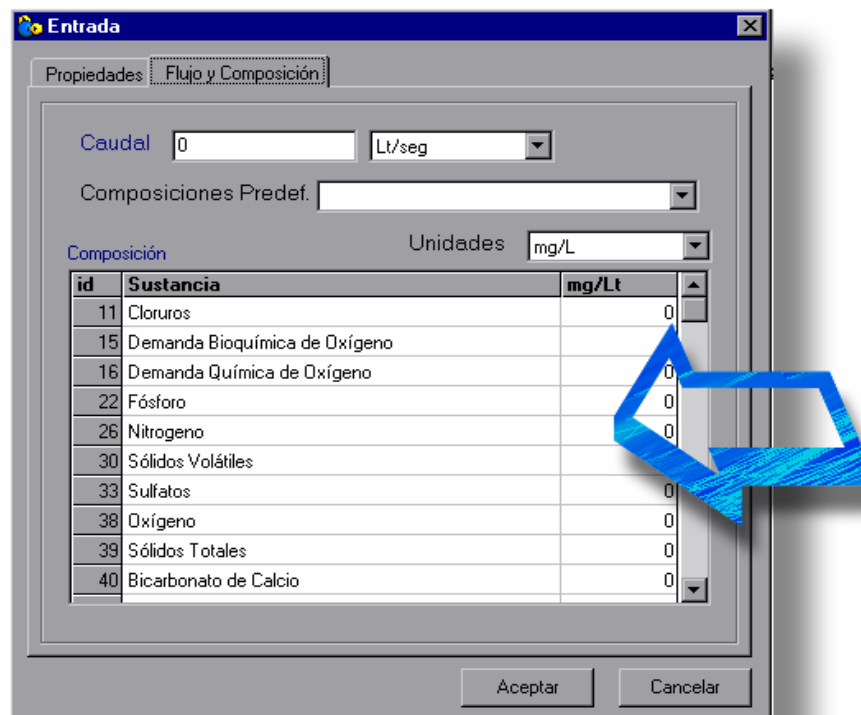 Entrada
Propiedades Flujo y Composición
Caudal 0 Lt/seg
Composiciones Predef.
Unidades mg/L
Composición
id Sustancia mg/Lt
11 Cloruros 0
15 Demanda Bioquímica de Oxígeno
16 Demanda Química de Oxígeno 0
22 Fósforo 0
26 Nitrogeno 0
30 Sólidos Volátiles
33 Sulfatos 0
38 Oxígeno 0
39 Sólidos Totales 0
40 Bicarbonato de Calcio 0
Aceptar Cancelar